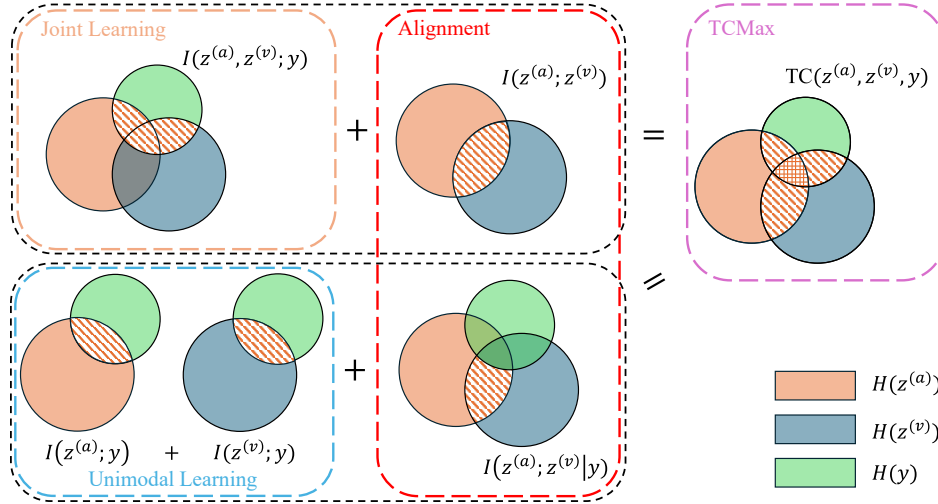 Joint Learning
I(z^(a), z^(v); y)
+
Alignment
I(z^(a); z^(v))
=
TCMax
TC(z^(a), z^(v), y)
I(z^(a); y) + I(z^(v); y)
Unimodal Learning
+
I(z^(a); z^(v)|y)
=
H(z^(a))
H(z^(v))
H(y)